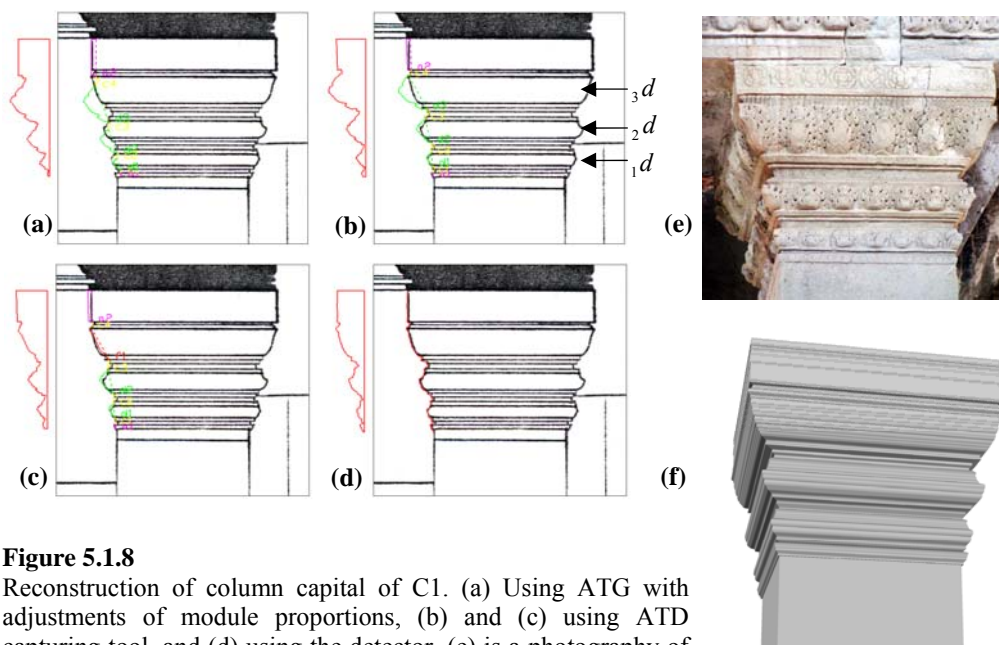 (a)
(b)
₃d
₂d
₁d
(e)
(c)
(d)
(f)
Figure 5.1.8
Reconstruction of column capital of C1. (a) Using ATG with
adjustments of module proportions, (b) and (c) using ATD
capturing tool, and (d) using the detector. (e) is a photography of